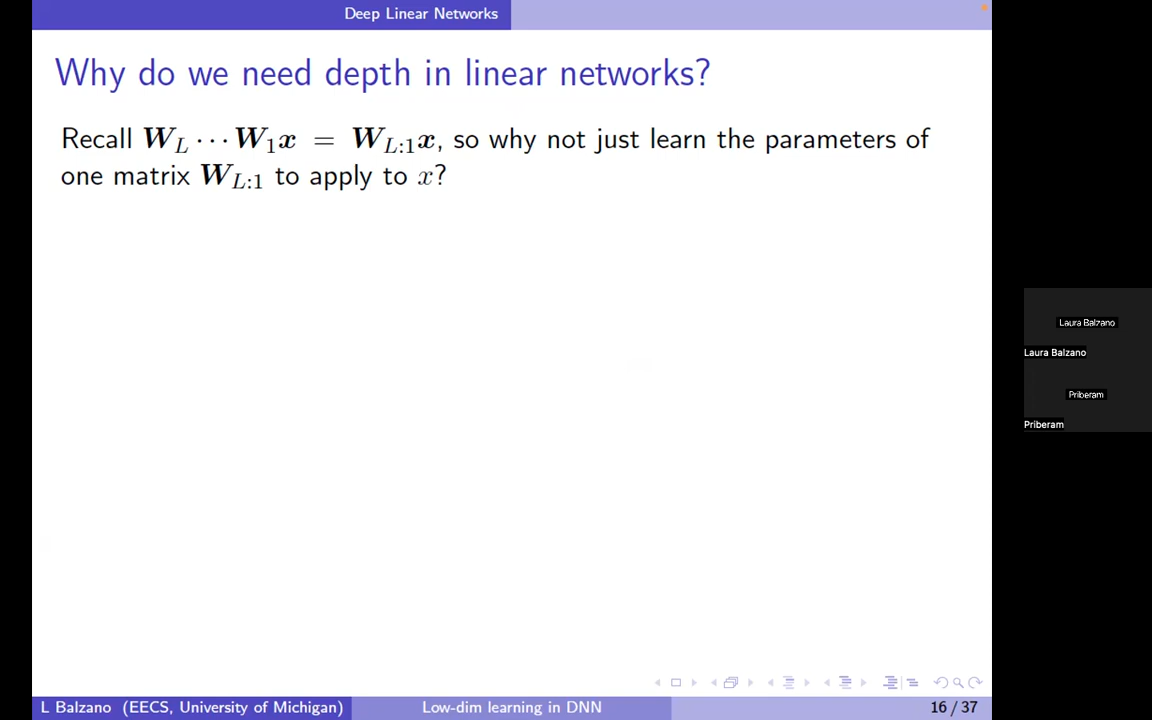 Deep Linear Networks
Why do we need depth in linear networks?
Recall W_L ⋯ W_1 x = W_{L:1} x, so why not just learn the parameters of
one matrix W_{L:1} to apply to x?
Laura Balzano
Laura Balzano
Priberam
Priberam
L Balzano (EECS, University of Michigan)
Low-dim learning in DNN
16 / 37